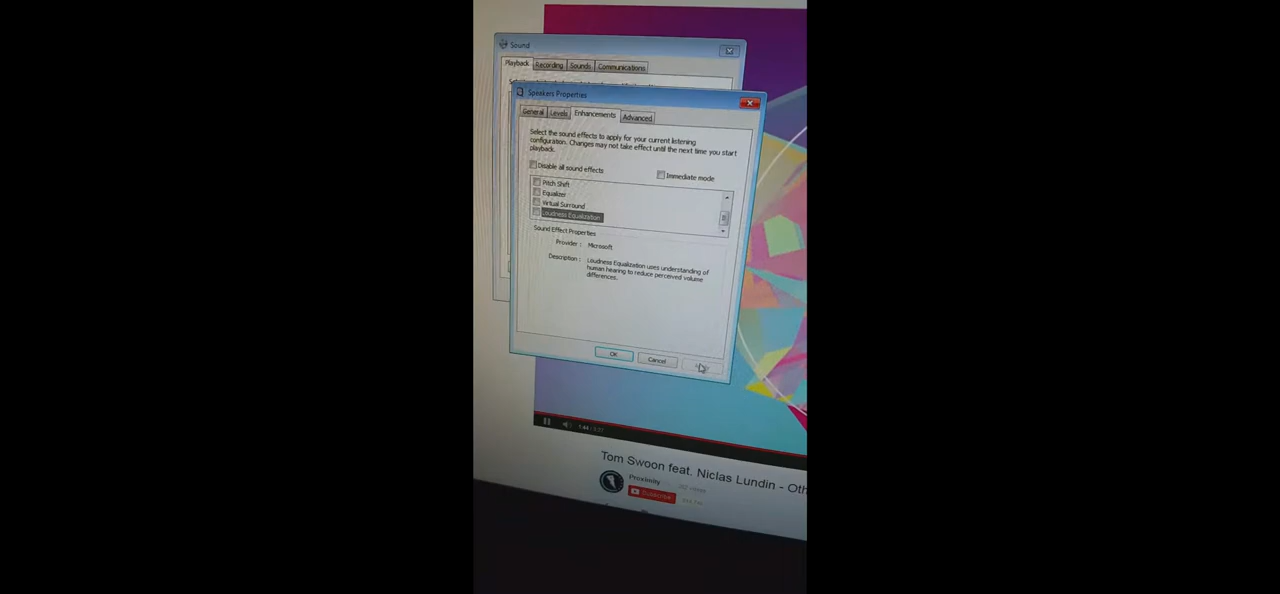 Sound
Playback Recording Sounds Communications
Speakers Properties
General Levels Enhancements Advanced
Select the sound effects to apply for your current listening
configuration. Changes may not take effect until the next time you start
playback.
Disable all sound effects
Immediate mode
Pitch Shift
Equalizer
Virtual Surround
Loudness Equalization
Sound Effect Properties
Provider : Microsoft
Description : Loudness Equalization uses understanding of
human hearing to reduce perceived volume
differences.
OK Cancel
1:44
Tom Swoon feat. Niclas Lundin - Oth
Proximity
Subscribe